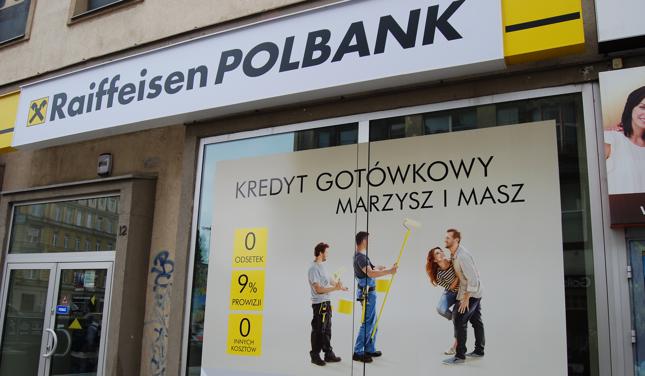 Raiffeisen POLBANK
KREDYT GOTÓWKOWY
MARZYSZ I MASZ
0
ODSETEK
9%
PROWIZJI
0
INNYCH
KOSZTÓW
12